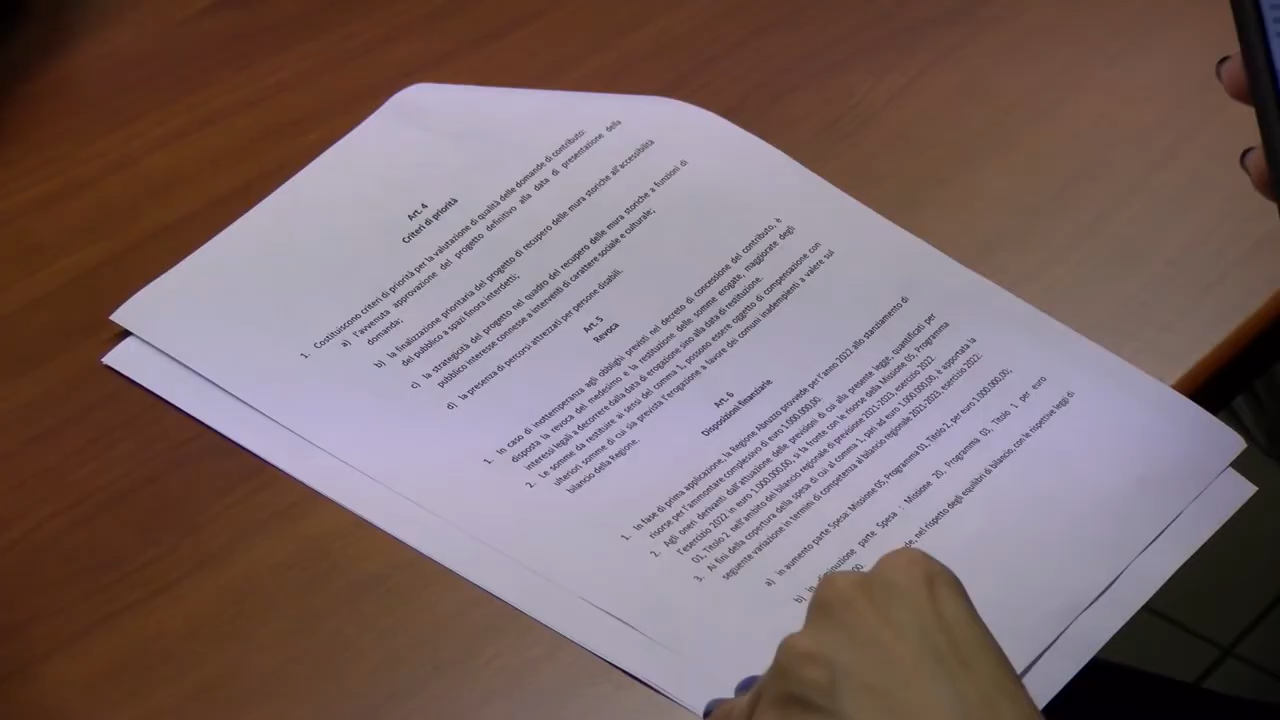 Art. 4
Criteri di priorità
1. Costituiscono criteri di priorità per la valutazione di qualità delle domande di contributo:
a) l'avvenuta approvazione del progetto definitivo alla data di presentazione della
domanda;
b) la finalizzazione prioritaria del progetto di recupero delle mura storiche all'accessibilità
del pubblico a spazi finora interdetti;
c) la strategicità del progetto nel quadro del recupero delle mura storiche a funzioni di
pubblico interesse connesse a interventi di carattere sociale e culturale;
d) la presenza di percorsi attrezzati per persone disabili.
Art. 5
Revoca
1. In caso di inottemperanza agli obblighi previsti nel decreto di concessione del contributo, è
disposta la revoca del medesimo e la restituzione delle somme erogate, maggiorate degli
interessi legali a decorrere dalla data di erogazione sino alla data di restituzione.
2. Le somme da restituire ai sensi del comma 1, possono essere oggetto di compensazione con
ulteriori somme di cui sia prevista l'erogazione a favore dei comuni inadempienti a valere sul
bilancio della Regione.
Art. 6
Disposizioni finanziarie
1. In fase di prima applicazione, la Regione Abruzzo provvede per l'anno 2022 allo stanziamento di
risorse per l'ammontare complessivo di euro 1.000.000,00.
2. Agli oneri derivanti dall'attuazione delle previsioni di cui alla presente legge, quantificati per
l'esercizio 2022 in euro 1.000.000,00, si fa fronte con le risorse della Missione 05, Programma
01, Titolo 2 nell'ambito del bilancio regionale di previsione 2021-2023, esercizio 2022.
3. Ai fini della copertura della spesa di cui al comma 1, pari ad euro 1.000.000,00, è apportata la
seguente variazione in termini di competenza al bilancio regionale 2021-2023, esercizio 2022.
a) in aumento parte Spesa: Missione 05, Programma 01, Titolo 2, per euro 1.000.000,00;
b) in diminuzione parte Spesa : Missione 20, Programma 03, Titolo 1 per euro
00.
nel rispetto degli equilibri di bilancio, con le rispettive leggi di